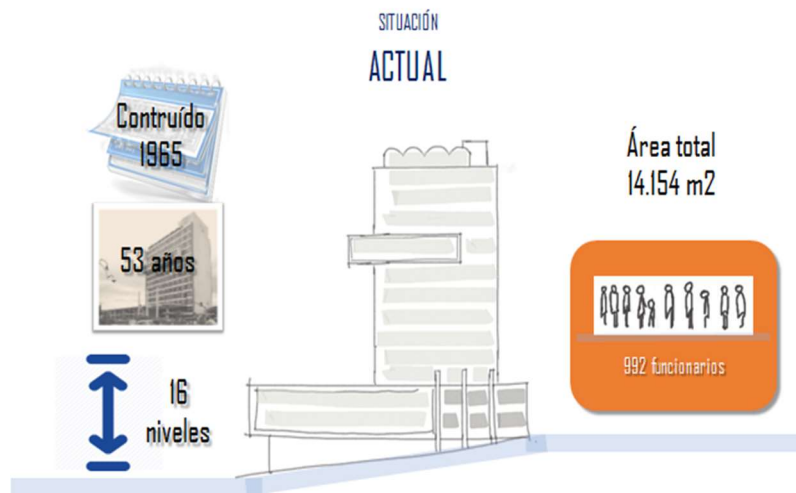 SITUACIÓN
ACTUAL
Contruído
1965
53 años
16
niveles
Área total
14.154 m2
992 funcionarios